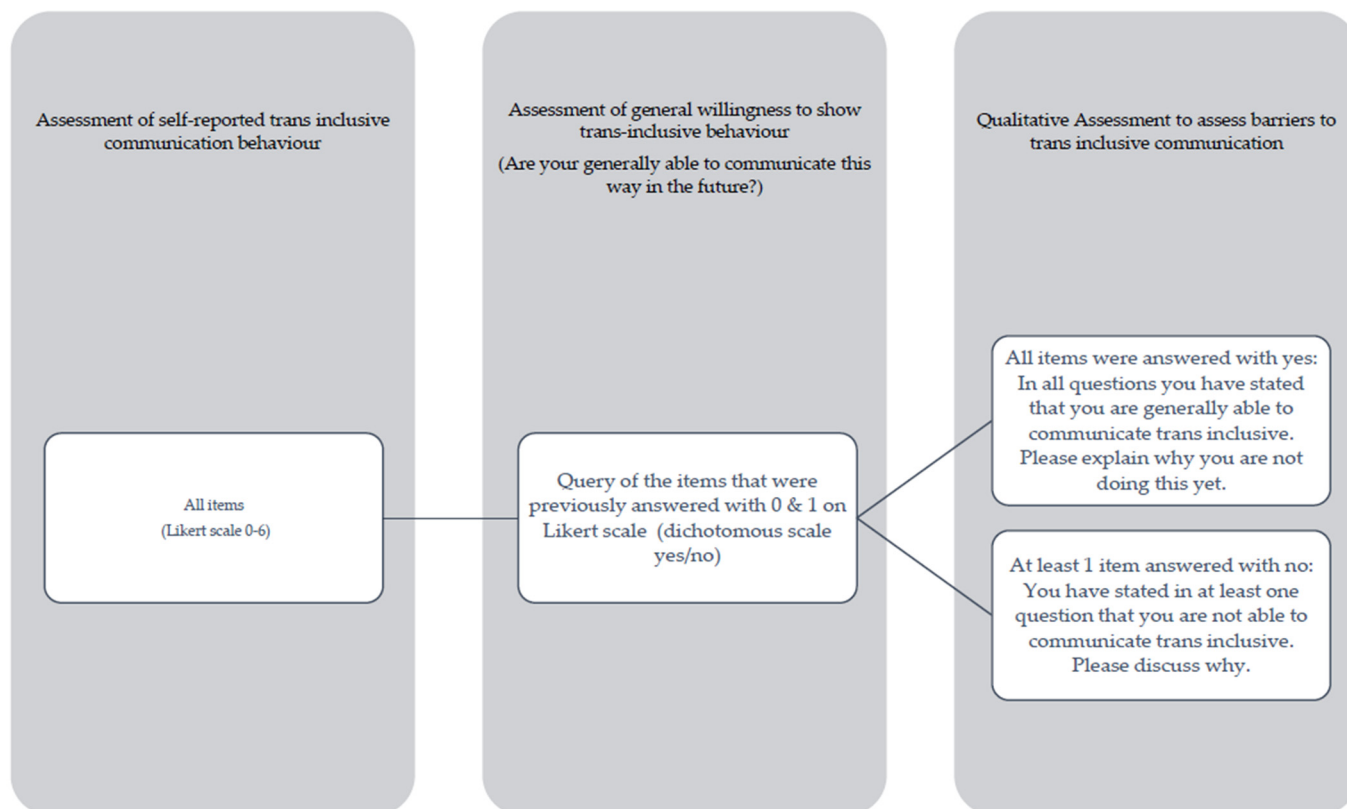 Assessment of self-reported trans inclusive
communication behaviour
All items
(Likert scale 0-6)
Assessment of general willingness to show
trans-inclusive behaviour
(Are your generally able to communicate this
way in the future?)
Query of the items that were
previously answered with 0 & 1 on
Likert scale (dichotomous scale
yes/no)
Qualitative Assessment to assess barriers to
trans inclusive communication
All items were answered with yes:
In all questions you have stated
that you are generally able to
communicate trans inclusive.
Please explain why you are not
doing this yet.
At least 1 item answered with no:
You have stated in at least one
question that you are not able to
communicate trans inclusive.
Please discuss why.